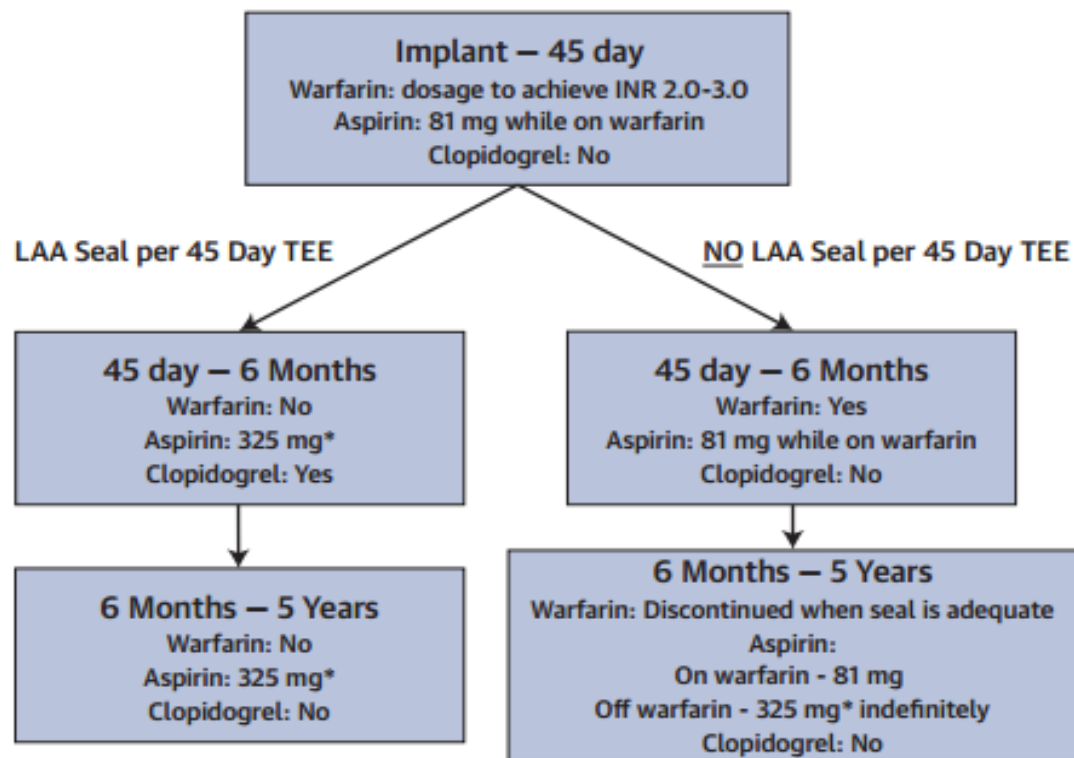 Implant – 45 day
Warfarin: dosage to achieve INR 2.0-3.0
Aspirin: 81 mg while on warfarin
Clopidogrel: No
LAA Seal per 45 Day TEE
NO LAA Seal per 45 Day TEE
45 day – 6 Months
Warfarin: No
Aspirin: 325 mg*
Clopidogrel: Yes
45 day – 6 Months
Warfarin: Yes
Aspirin: 81 mg while on warfarin
Clopidogrel: No
6 Months – 5 Years
Warfarin: No
Aspirin: 325 mg*
Clopidogrel: No
6 Months – 5 Years
Warfarin: Discontinued when seal is adequate
Aspirin:
On warfarin - 81 mg
Off warfarin - 325 mg* indefinitely
Clopidogrel: No